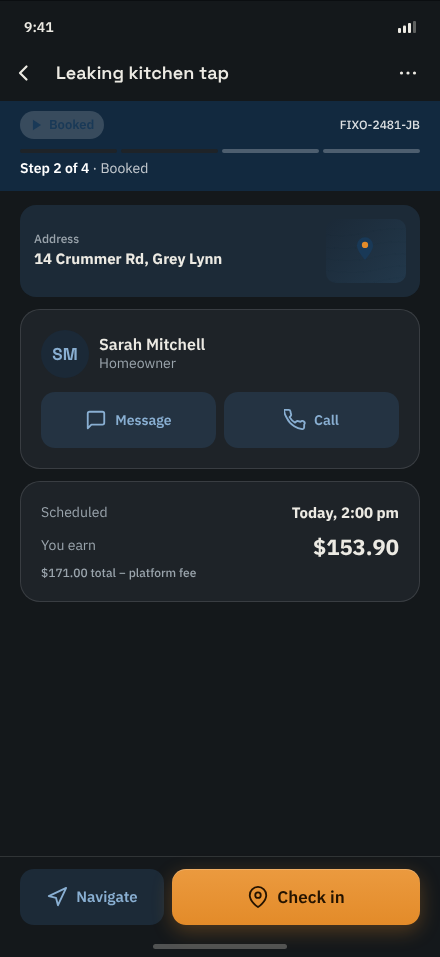 9:41
Leaking kitchen tap
Booked
FIXO-2481-JB
Step 2 of 4 · Booked
Address
14 Crummer Rd, Grey Lynn
SM
Sarah Mitchell
Homeowner
Message
Call
Scheduled
Today, 2:00 pm
You earn
$153.90
$171.00 total – platform fee
Navigate
Check in